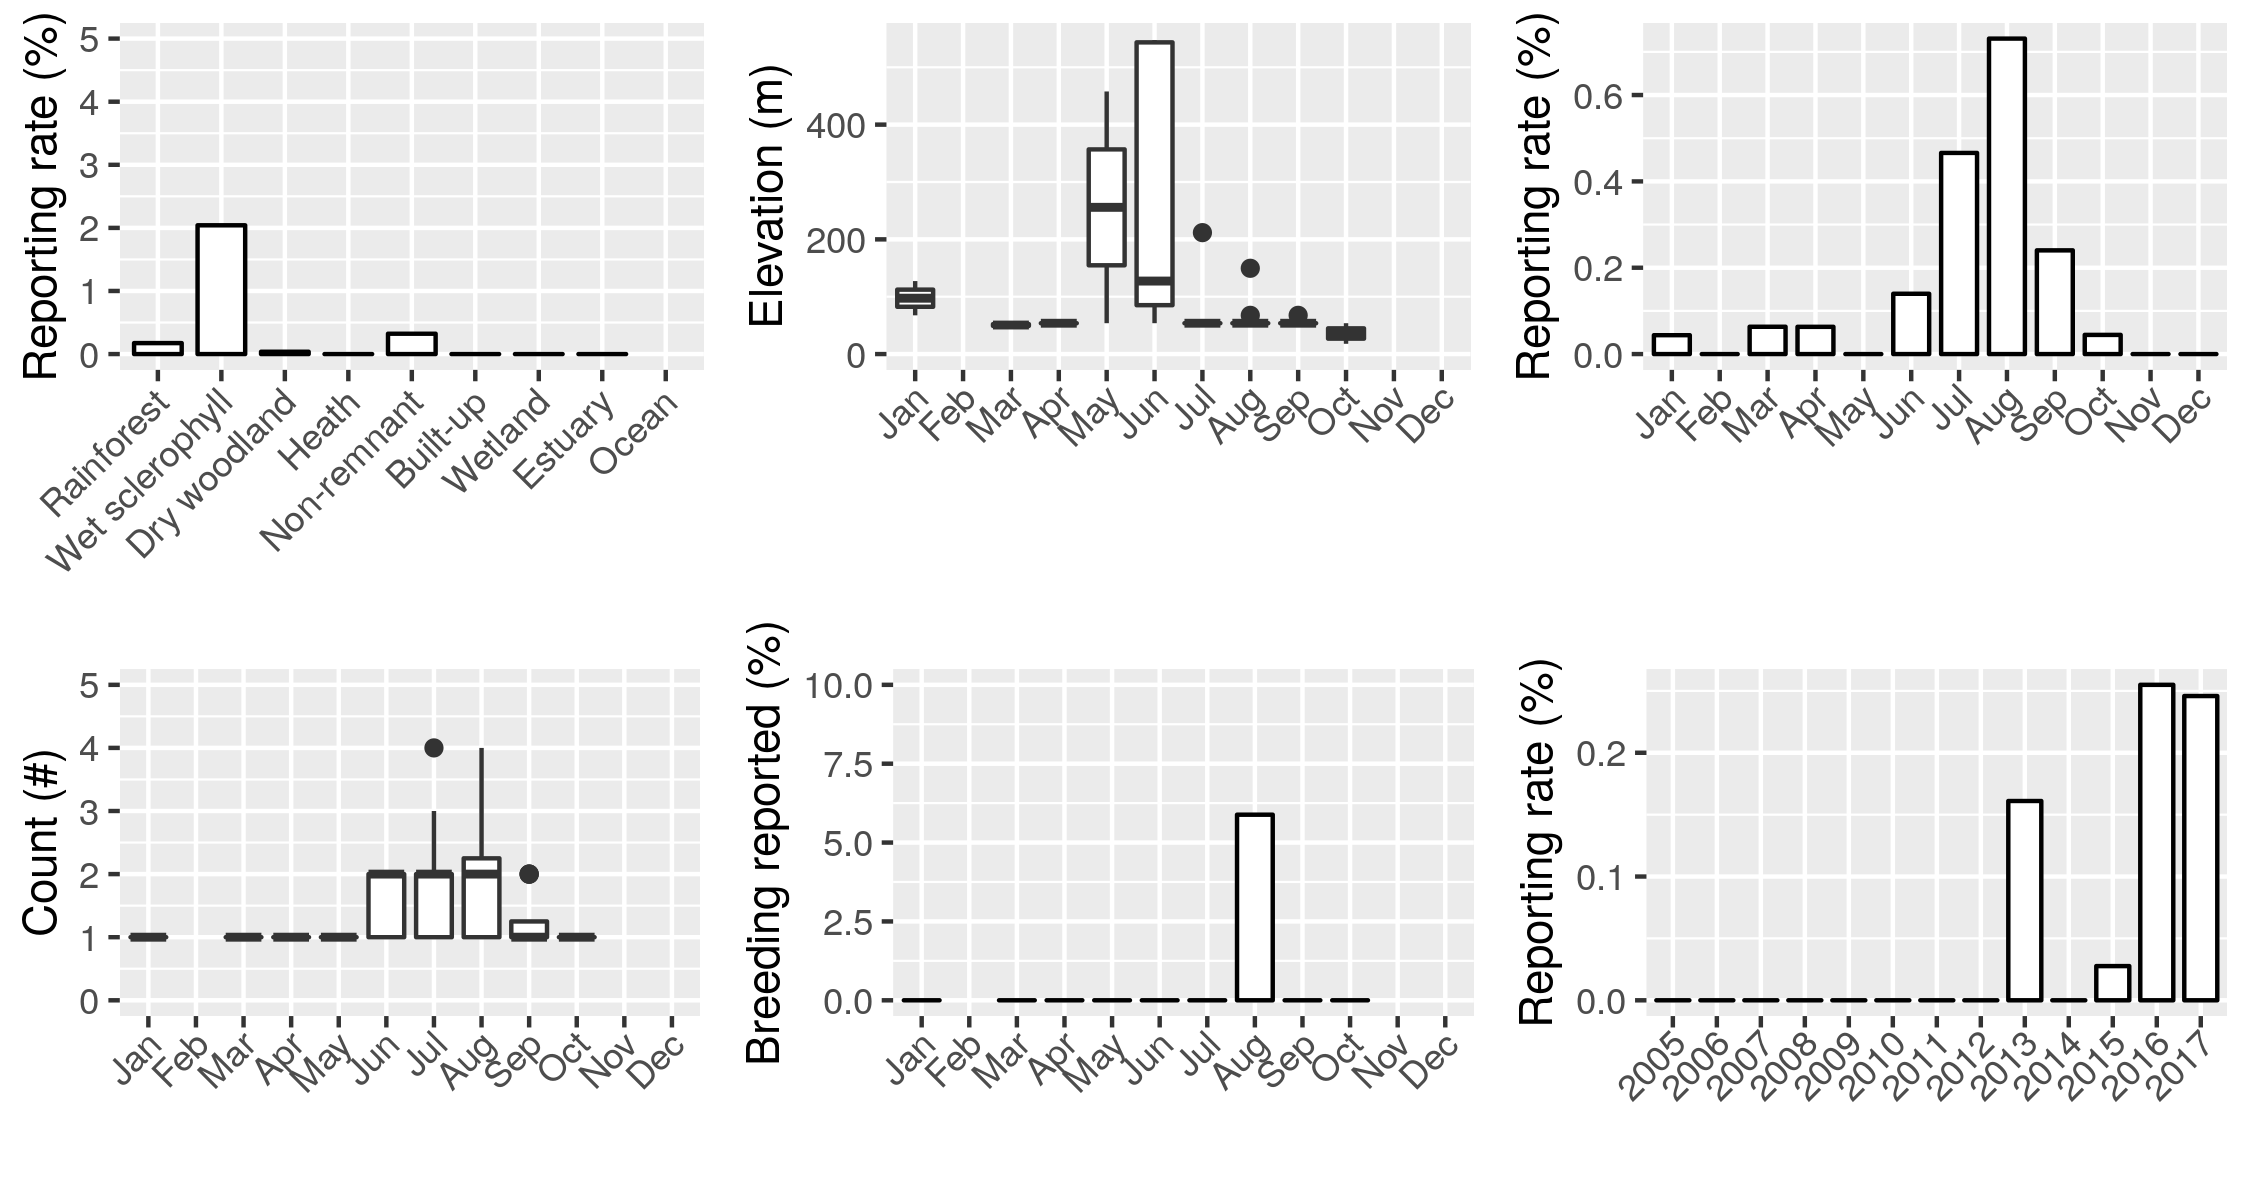 Reporting rate (%)
5
4
3
2
1
0
Rainforest
Wet sclerophyll
Dry woodland
Heath
Non-remnant
Built-up
Wetland
Estuary
Ocean
Elevation (m)
400
200
0
Jan Feb Mar Apr May Jun Jul Aug Sep Oct Nov Dec
Reporting rate (%)
0.6
0.4
0.2
0.0
Jan Feb Mar Apr May Jun Jul Aug Sep Oct Nov Dec
Count (#)
5
4
3
2
1
0
Jan Feb Mar Apr May Jun Jul Aug Sep Oct Nov Dec
Breeding reported (%)
10.0
7.5
5.0
2.5
0.0
Jan Feb Mar Apr May Jun Jul Aug Sep Oct Nov Dec
Reporting rate (%)
0.2
0.1
0.0
2005 2006 2007 2008 2009 2010 2011 2012 2013 2014 2015 2016 2017